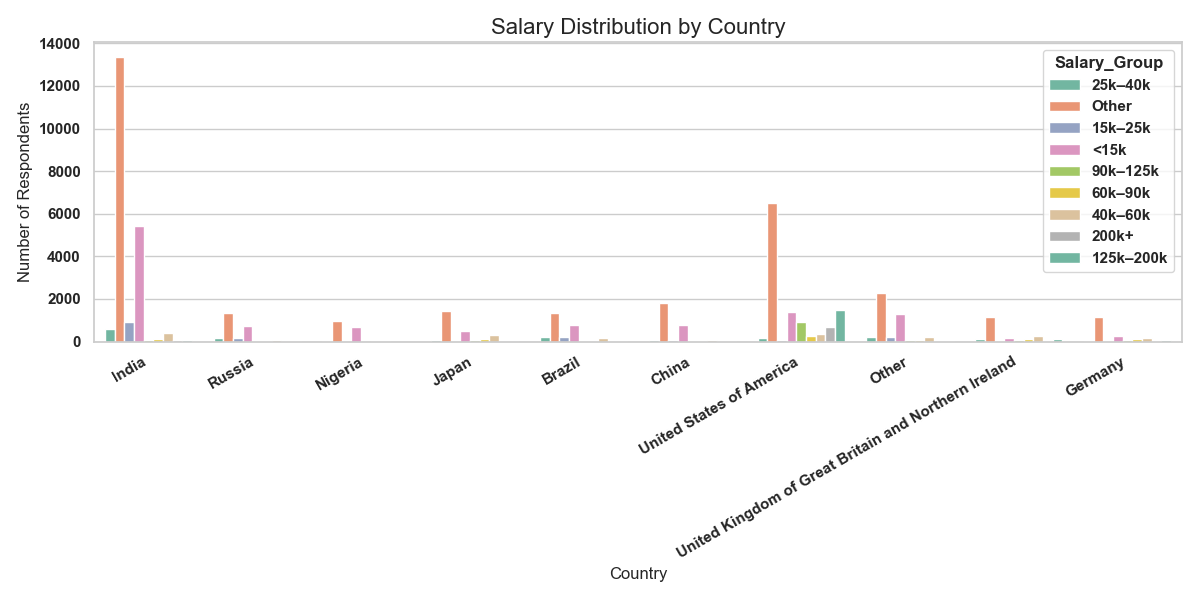 Salary Distribution by Country
Number of Respondents
14000
12000
10000
8000
6000
4000
2000
0
Salary_Group
25k–40k
Other
15k–25k
<15k
90k–125k
60k–90k
40k–60k
200k+
125k–200k
India
Russia
Nigeria
Japan
Brazil
China
United States of America
Other
United Kingdom of Great Britain and Northern Ireland
Germany
Country